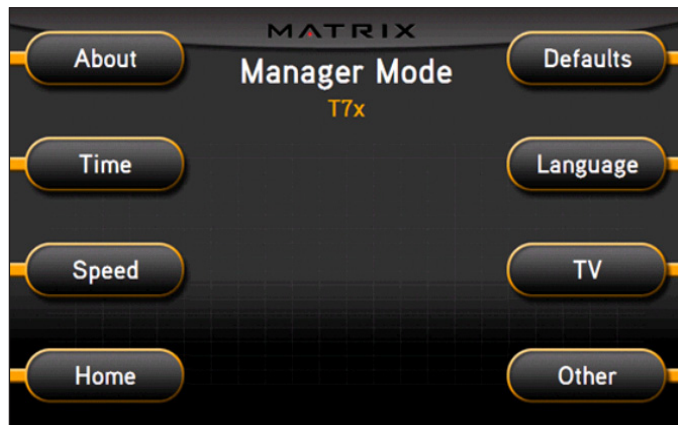 MATRIX
Manager Mode
T7x
About
Time
Speed
Home
Defaults
Language
TV
Other